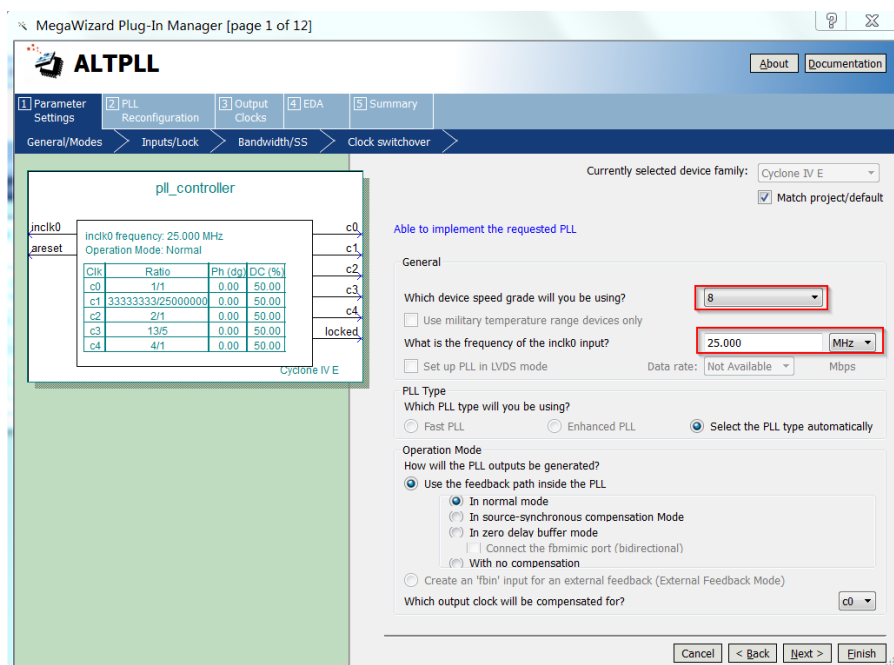 MegaWizard Plug-In Manager [page 1 of 12]
ALTPLL
About
Documentation
1 Parameter Settings
2 PLL Reconfiguration
3 Output Clocks
4 EDA
5 Summary
General/Modes
Inputs/Lock
Bandwidth/SS
Clock switchover
pll_controller
inclk0
areset
inclk0 frequency: 25.000 MHz
Operation Mode: Normal
Clk Ratio Ph (dg) DC (%)
c0 1/1 0.00 50.00
c1 33333333/25000000 0.00 50.00
c2 2/1 0.00 50.00
c3 13/5 0.00 50.00
c4 4/1 0.00 50.00
c0
c1
c2
c3
c4
locked
Cyclone IV E
Currently selected device family: Cyclone IV E
Match project/default
Able to implement the requested PLL
General
Which device speed grade will you be using? 8
Use military temperature range devices only
What is the frequency of the inclk0 input? 25.000 MHz
Set up PLL in LVDS mode Data rate: Not Available Mbps
PLL Type
Which PLL type will you be using?
Fast PLL Enhanced PLL Select the PLL type automatically
Operation Mode
How will the PLL outputs be generated?
Use the feedback path inside the PLL
In normal mode
In source-synchronous compensation Mode
In zero delay buffer mode
Connect the fbmimic port (bidirectional)
With no compensation
Create an 'fbin' input for an external feedback (External Feedback Mode)
Which output clock will be compensated for? c0
Cancel < Back Next > Finish